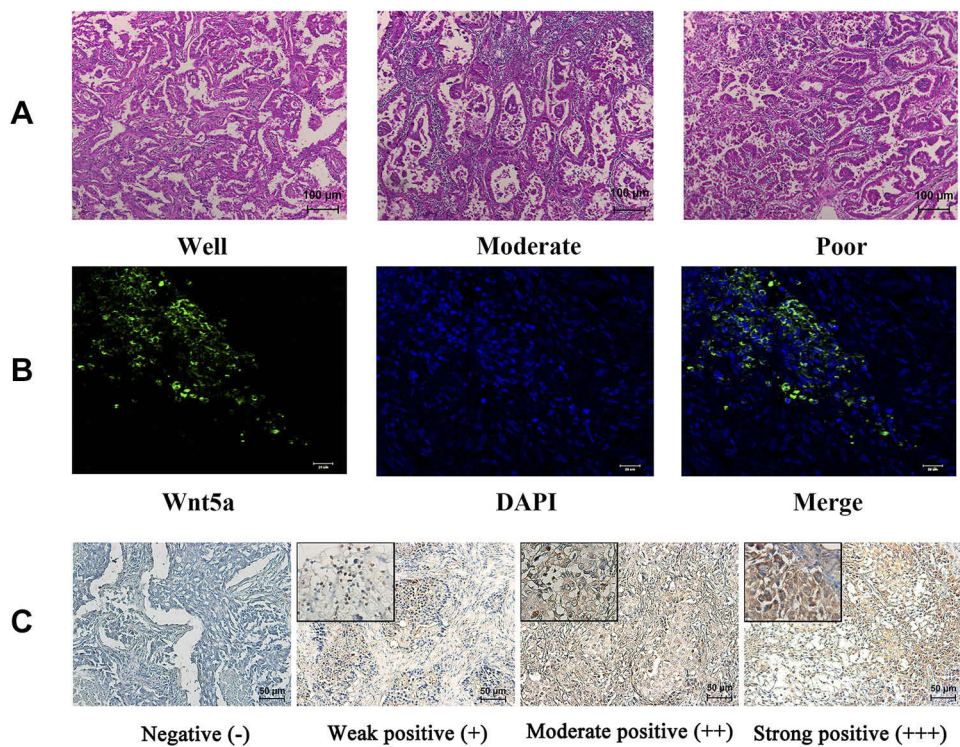 A
100 µm
100 µm
100 µm
Well
Moderate
Poor
B
Wnt5a
DAPI
Merge
C
50 µm
50 µm
50 µm
50 µm
Negative (-)
Weak positive (+)
Moderate positive (++)
Strong positive (+++)